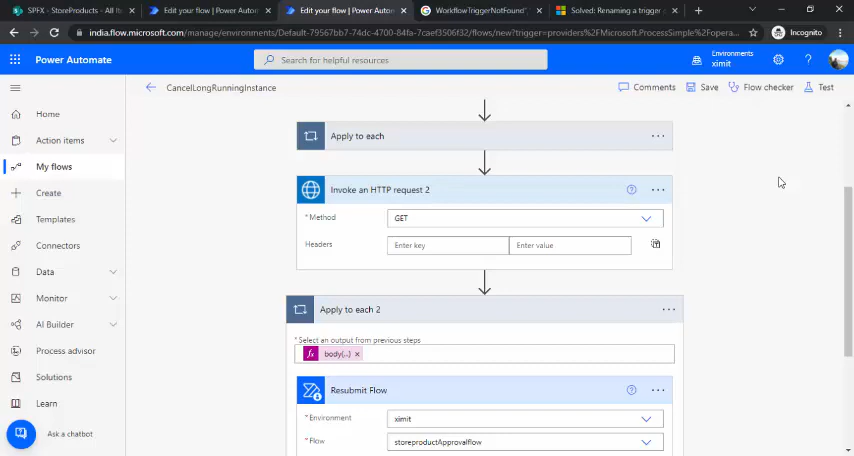 SPFX - StoreProducts - All Ite
Edit your flow | Power Automate
Edit your flow | Power Automate
WorkflowTriggerNotFound",
Solved: Renaming a trigger
india.flow.microsoft.com/manage/environments/Default-79567bb7-74dc-4700-84fa-7caef3506f32/flows/new?trigger=providers%2FMicrosoft.ProcessSimple%2Fopera...
Incognito
Power Automate
Search for helpful resources
Environments
ximit
CancelLongRunningInstance
Comments
Save
Flow checker
Test
Home
Action items
My flows
Create
Templates
Connectors
Data
Monitor
AI Builder
Process advisor
Solutions
Learn
Ask a chatbot
Apply to each
Invoke an HTTP request 2
* Method
GET
Headers
Enter key
Enter value
Apply to each 2
* Select an output from previous steps
fx body(...) ×
Resubmit Flow
* Environment
ximit
* Flow
storeproductApprovalflow